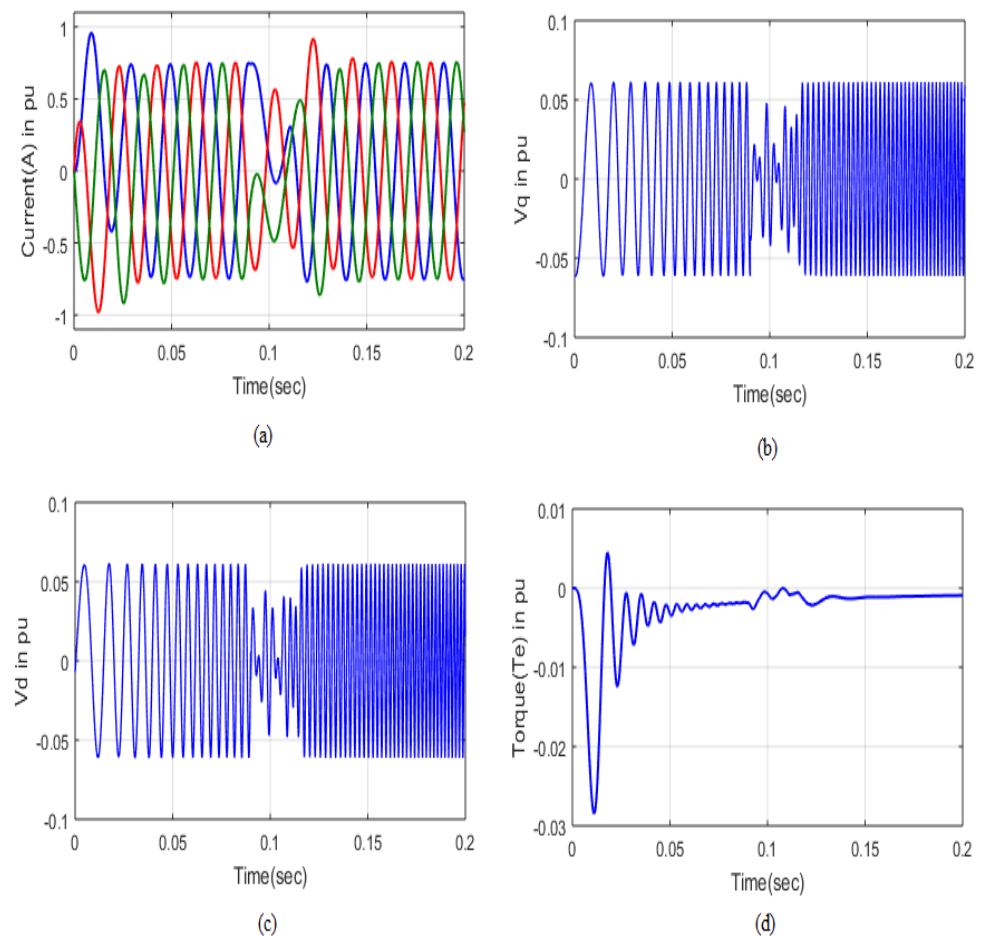 1
0.5
0
-0.5
-1
Current(A) in pu
0 0.05 0.1 0.15 0.2
Time(sec)
(a)
0.1
0.05
0
-0.05
-0.1
Vq in pu
0 0.05 0.1 0.15 0.2
Time(sec)
(b)
0.1
0.05
0
-0.05
-0.1
Vd in pu
0 0.05 0.1 0.15 0.2
Time(sec)
(c)
0.01
0
-0.01
-0.02
-0.03
Torque(Te) in pu
0 0.05 0.1 0.15 0.2
Time(sec)
(d)